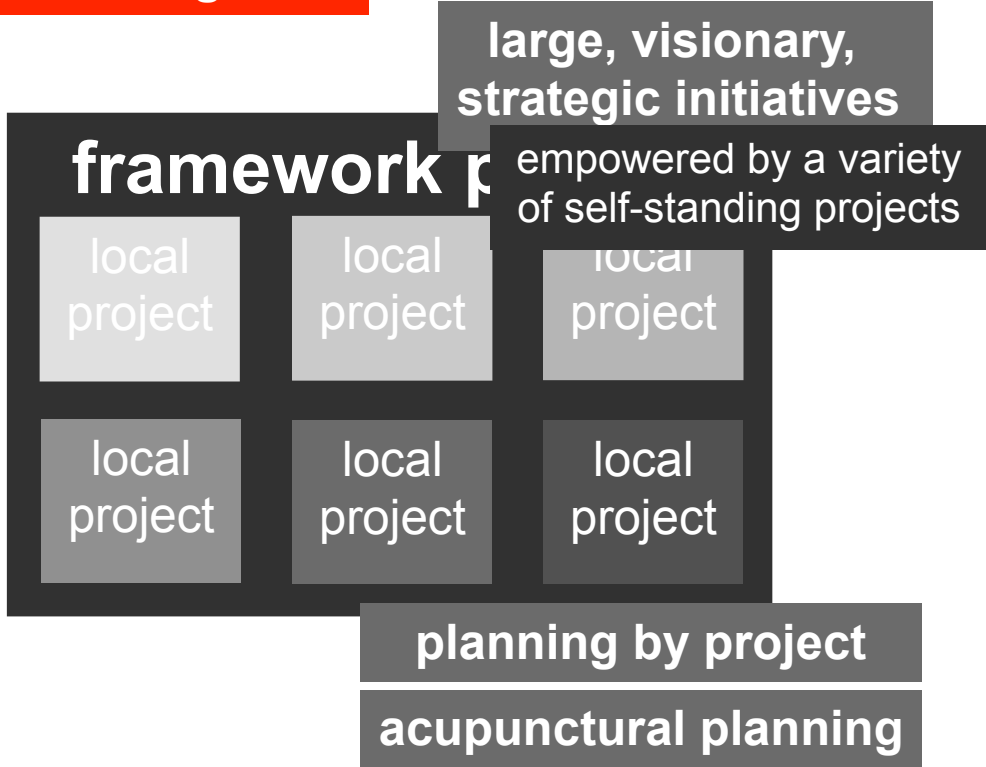 large, visionary,
strategic initiatives
empowered by a variety
of self-standing projects
framework
local
project
local
project
local
project
local
project
local
project
local
project
planning by project
acupunctural planning